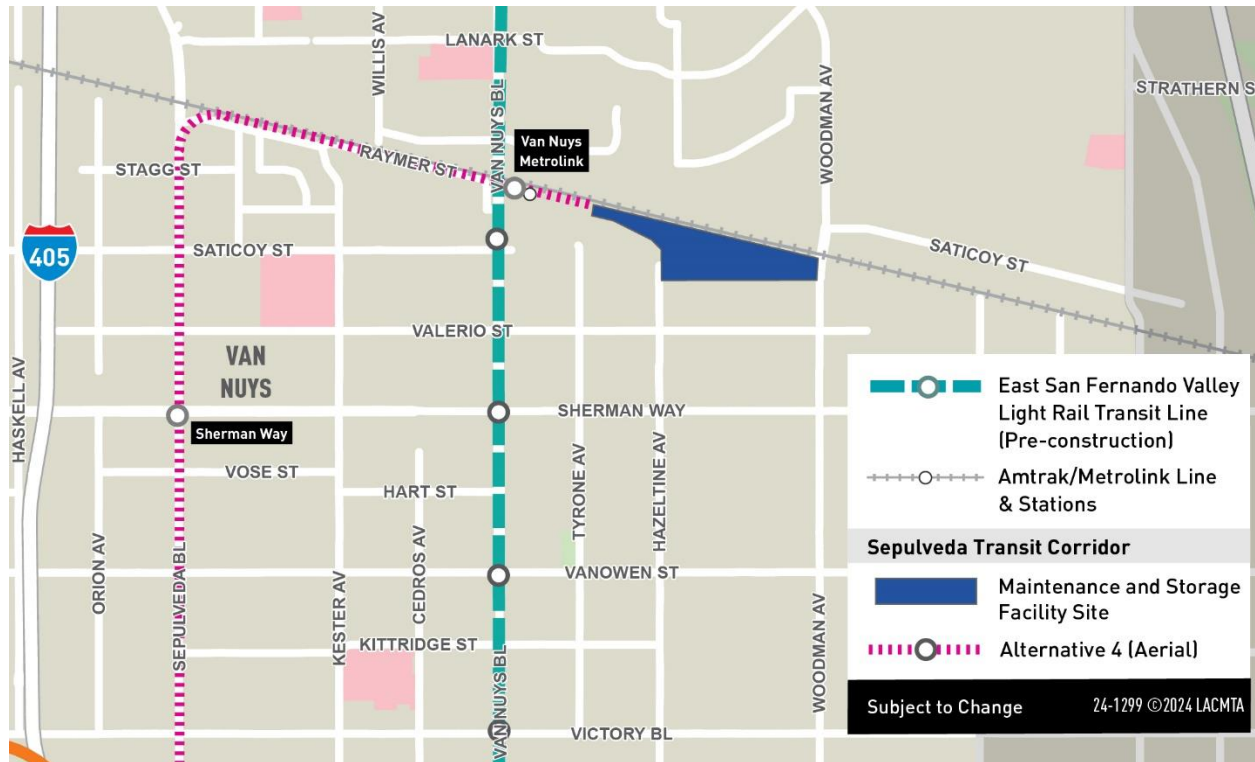 LANARK ST
WILLIS AV
VAN NUYS BL
WOODMAN AV
STRATHERN S
Van Nuys
Metrolink
RAYMER ST
STAGG ST
405
SATICOY ST
SATICOY ST
VALERIO ST
VAN
NUYS
HASKELL AV
SHERMAN WAY
Sherman Way
VOSE ST
HART ST
TYRONE AV
HAZELTINE AV
ORION AV
SEPULVEDA BL
KESTER AV
CEDROS AV
VANOWEN ST
KITTRIDGE ST
VAN NUYS BL
WOODMAN AV
VICTORY BL
East San Fernando Valley
Light Rail Transit Line
(Pre-construction)
Amtrak/Metrolink Line
& Stations
Sepulveda Transit Corridor
Maintenance and Storage
Facility Site
Alternative 4 (Aerial)
Subject to Change
24-1299 ©2024 LACMTA